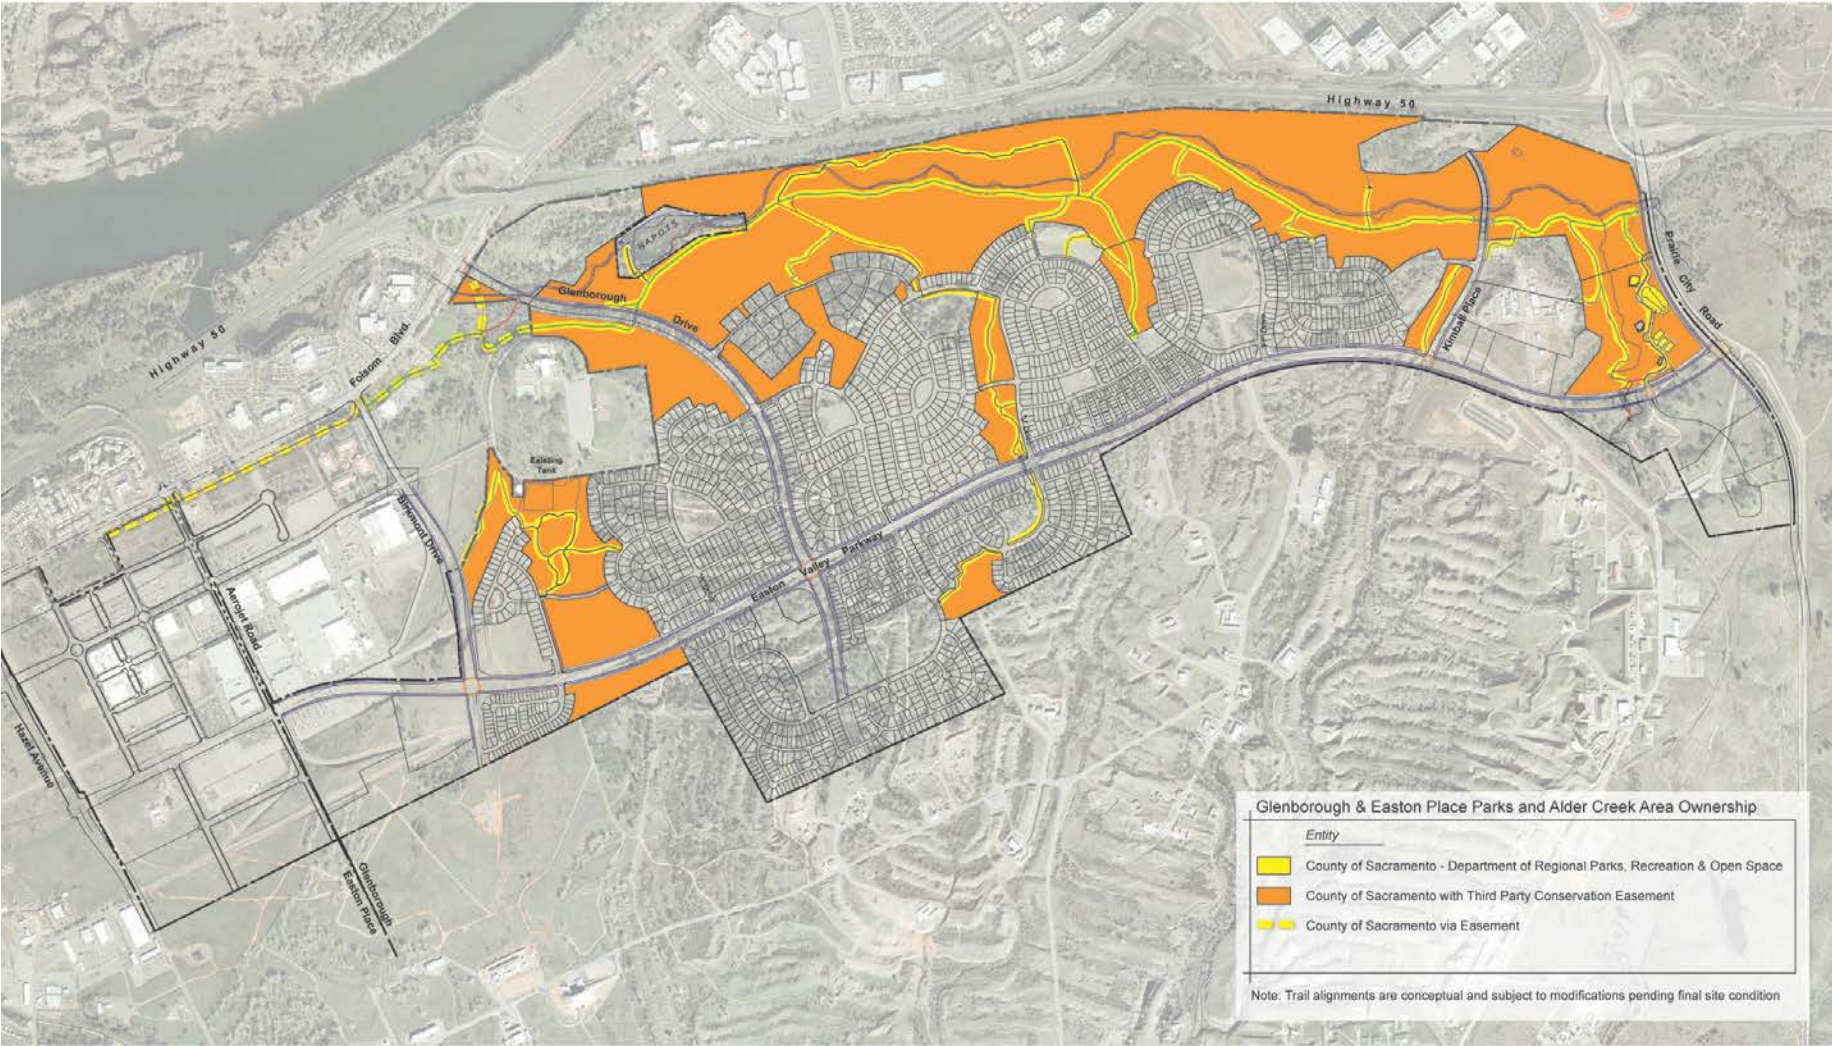 Highway 50
N.A.P.O.T.S.
Prairie City Road
Glenborough
Drive
Kimball Place
Highway 50
Folsom Blvd.
Existing
Tank
Birkmont Drive
Easton Valley Parkway
Aerojet Road
Hazel Avenue
Glenborough
Easton Place
Glenborough & Easton Place Parks and Alder Creek Area Ownership
Entity
County of Sacramento - Department of Regional Parks, Recreation & Open Space
County of Sacramento with Third Party Conservation Easement
County of Sacramento via Easement
Note: Trail alignments are conceptual and subject to modifications pending final site condition